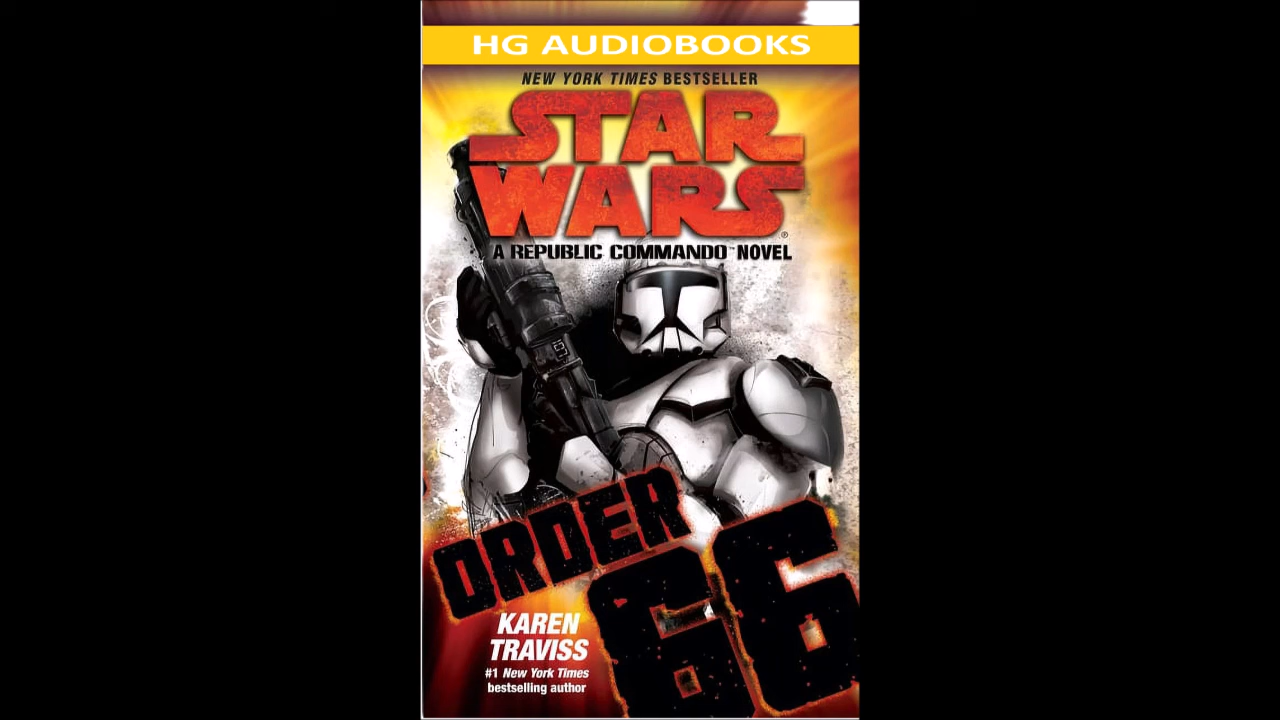 HG AUDIOBOOKS
NEW YORK TIMES BESTSELLER
STAR
WARS®
A REPUBLIC COMMANDO™ NOVEL
ORDER
66
KAREN
TRAVISS
#1 New York Times
bestselling author